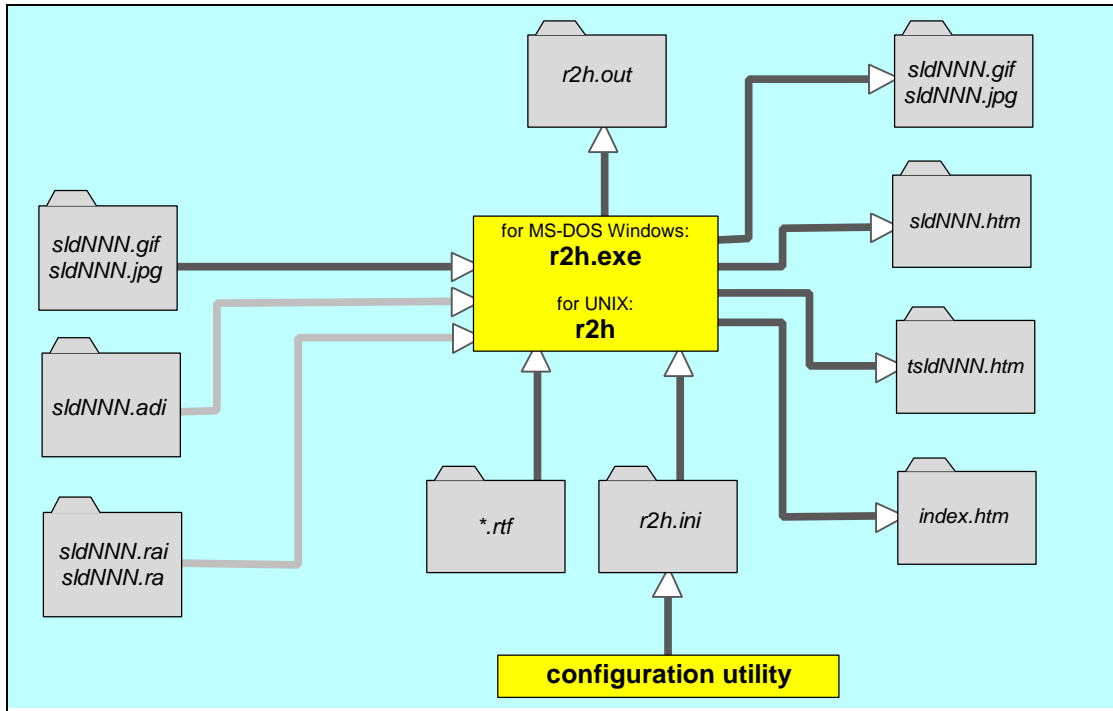 r2h.out
sldNNN.gif
sldNNN.jpg
sldNNN.htm
sldNNN.gif
sldNNN.jpg
for MS-DOS Windows:
r2h.exe
for UNIX:
r2h
tsldNNN.htm
sldNNN.adi
*.rtf
r2h.ini
index.htm
sldNNN.rai
sldNNN.ra
configuration utility